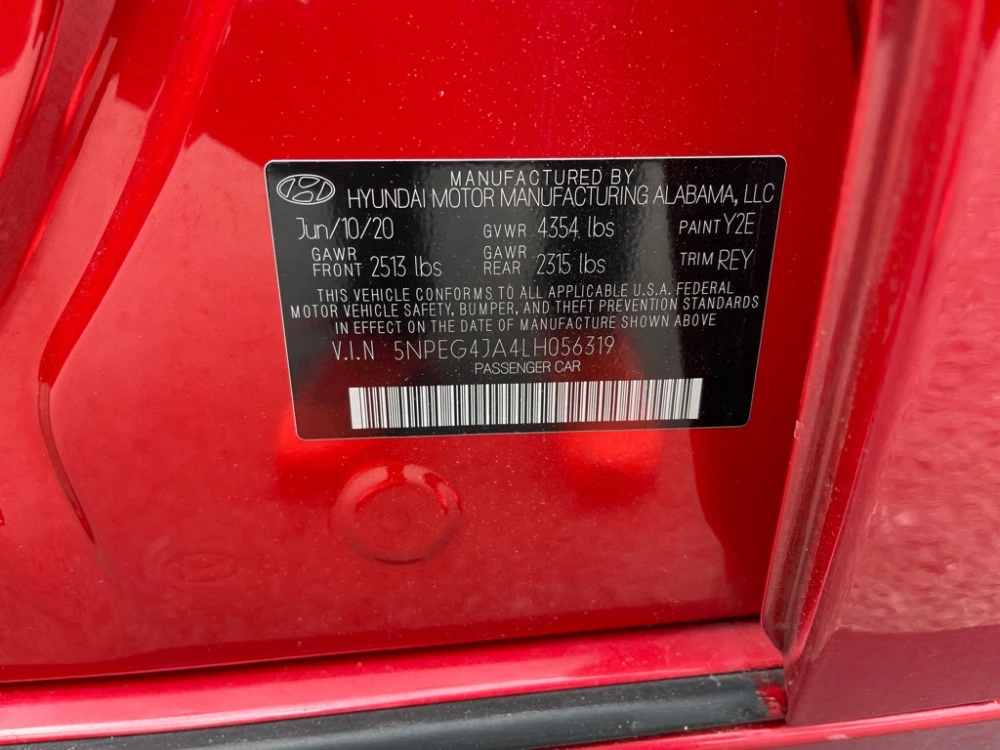 MANUFACTURED BY
HYUNDAI MOTOR MANUFACTURING ALABAMA, LLC
Jun/10/20 GVWR 4354 lbs PAINT Y2E
GAWR FRONT 2513 lbs GAWR REAR 2315 lbs TRIM REY
THIS VEHICLE CONFORMS TO ALL APPLICABLE U.S.A. FEDERAL
MOTOR VEHICLE SAFETY, BUMPER, AND THEFT PREVENTION STANDARDS
IN EFFECT ON THE DATE OF MANUFACTURE SHOWN ABOVE
V.I.N 5NPEG4JA4LH056319
PASSENGER CAR